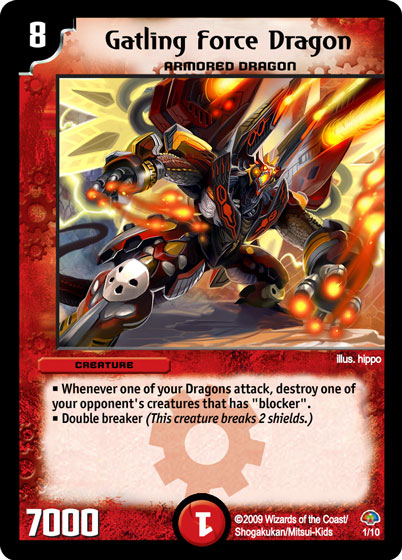 8
Gatling Force Dragon
ARMORED DRAGON
illus. hippo
CREATURE
▪ Whenever one of your Dragons attack, destroy one of
your opponent's creatures that has "blocker".
▪ Double breaker (This creature breaks 2 shields.)
7000
1
©2009 Wizards of the Coast/
Shogakukan/Mitsui-Kids
1/10